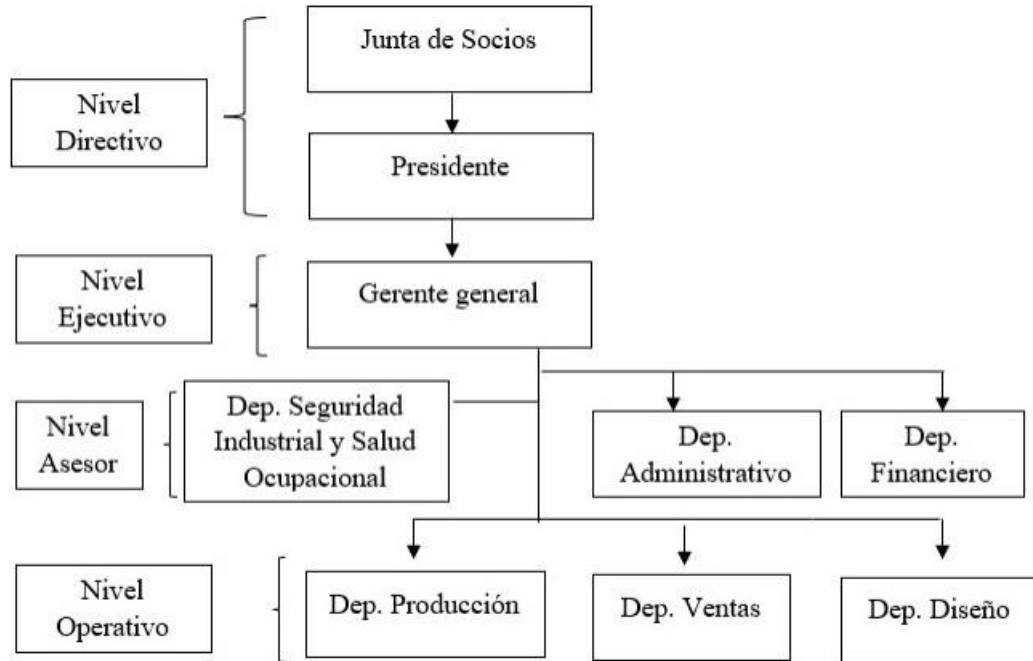 Junta de Socios
Nivel
Directivo
Presidente
Nivel
Ejecutivo
Gerente general
Nivel
Asesor
Dep. Seguridad
Industrial y Salud
Ocupacional
Dep.
Administrativo
Dep.
Financiero
Nivel
Operativo
Dep. Producción
Dep. Ventas
Dep. Diseño